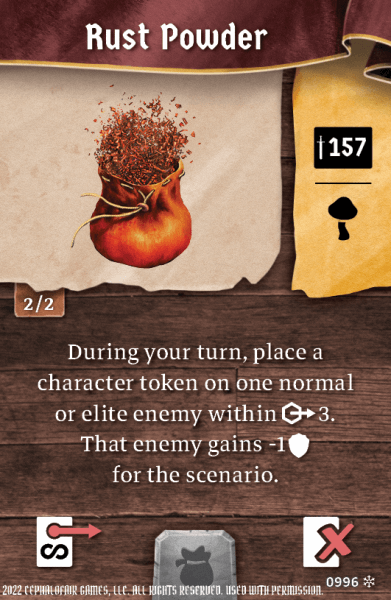 Rust Powder
157
2/2
During your turn, place a
character token on one normal
or elite enemy within 3.
That enemy gains -1
for the scenario.
S
0996
2022 CEPHALOFAIR GAMES, LLC. ALL RIGHTS RESERVED. USED WITH PERMISSION.